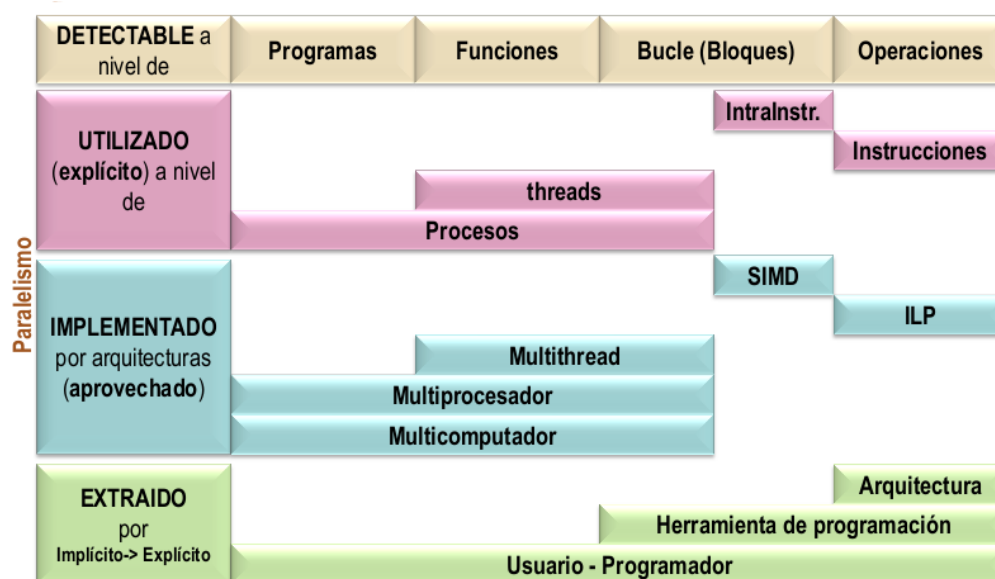 DETECTABLE a
nivel de
Programas
Funciones
Bucle (Bloques)
Operaciones
Paralelismo
UTILIZADO
(explícito) a nivel
de
IntraInstr.
Instrucciones
threads
Procesos
IMPLEMENTADO
por arquitecturas
(aprovechado)
SIMD
ILP
Multithread
Multiprocesador
Multicomputador
EXTRAIDO
por
Implícito-> Explícito
Arquitectura
Herramienta de programación
Usuario - Programador